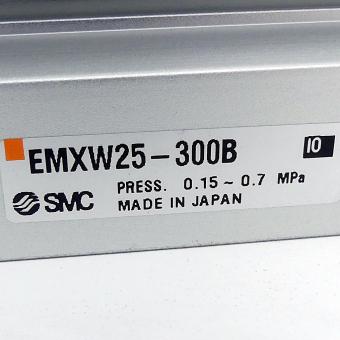 EMXW25-300B IO
SMC PRESS. 0.15 ~ 0.7 MPa
MADE IN JAPAN